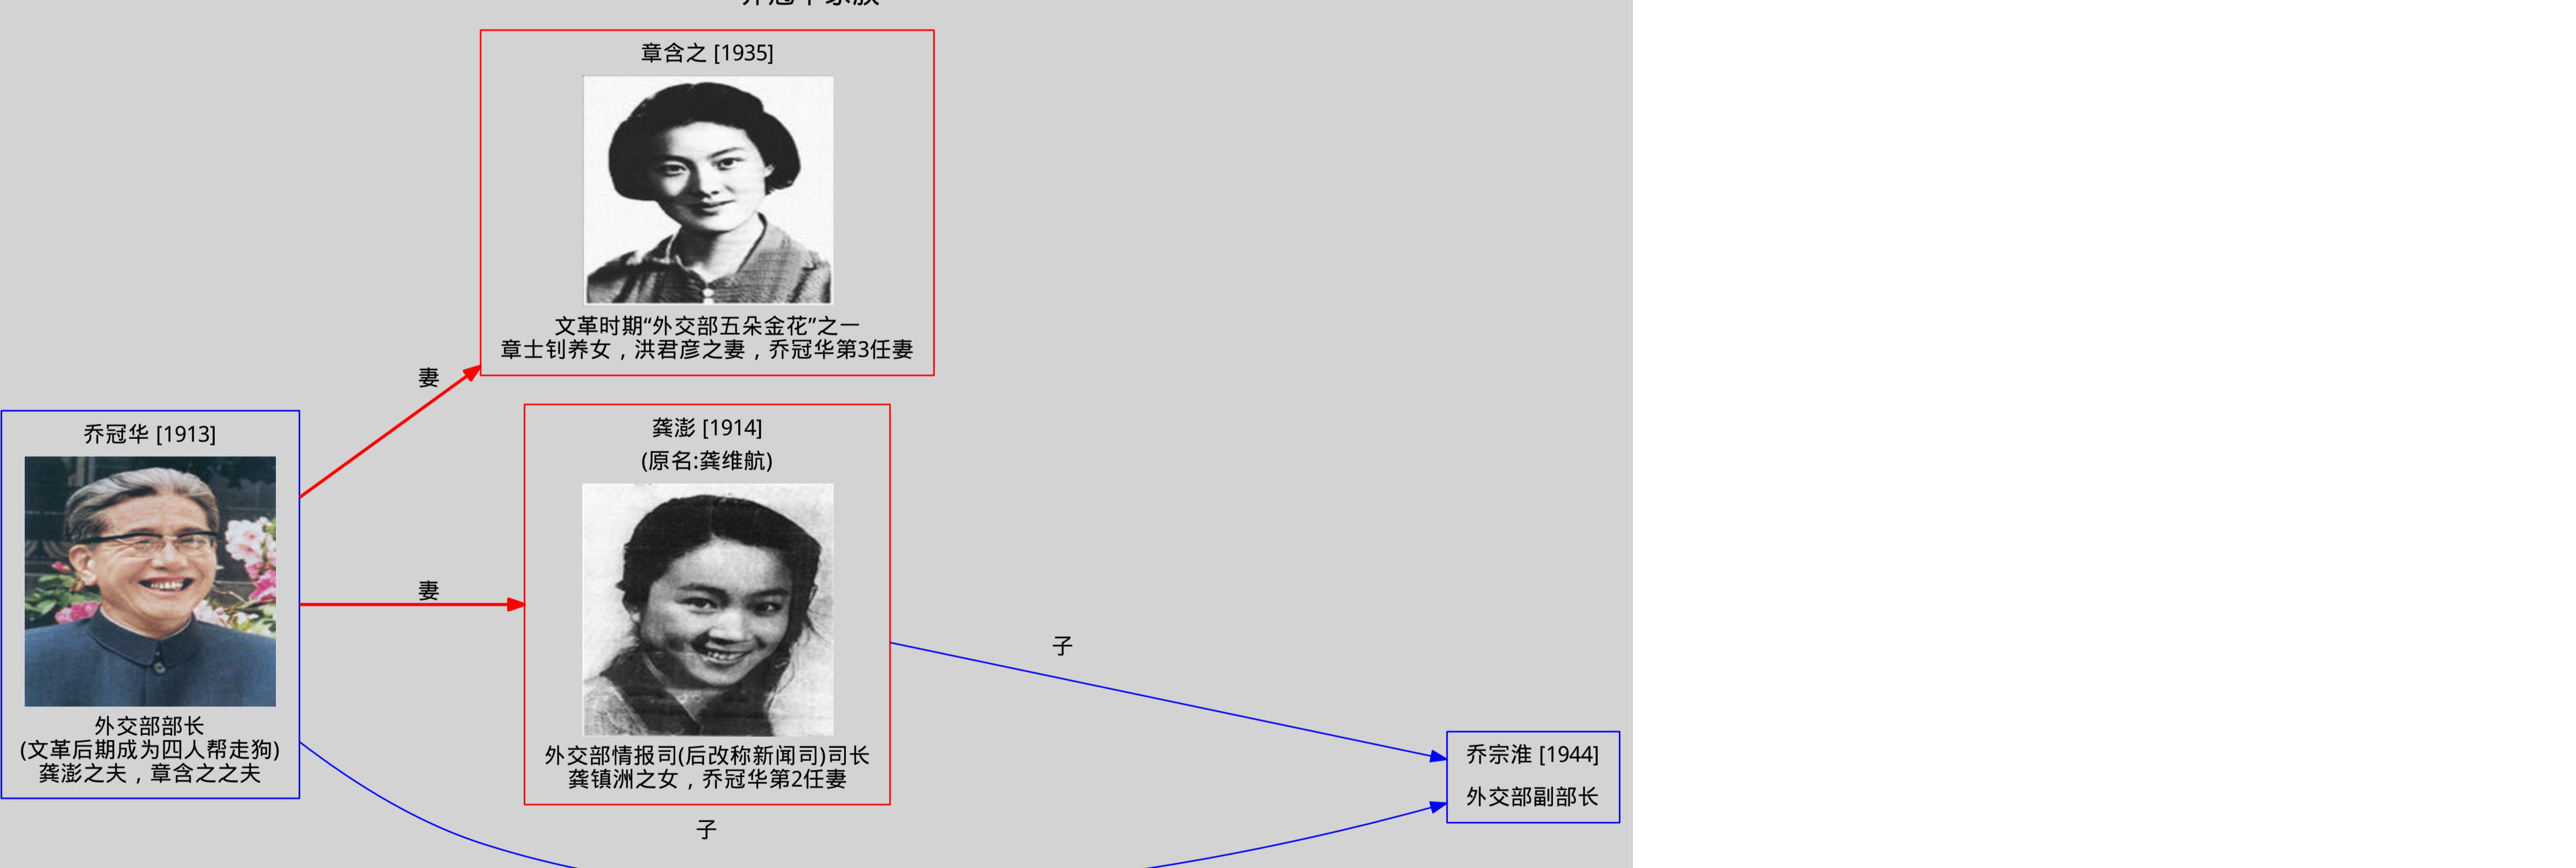 章含之 [1935]
文革时期“外交部五朵金花”之一
章士钊养女，洪君彦之妻，乔冠华第3任妻
妻
乔冠华 [1913]
外交部部长
(文革后期成为四人帮走狗)
龚澎之夫，章含之之夫
妻
龚澎 [1914]
(原名:龚维航)
外交部情报司(后改称新闻司)司长
龚镇洲之女，乔冠华第2任妻
子
乔宗淮 [1944]
外交部副部长
子